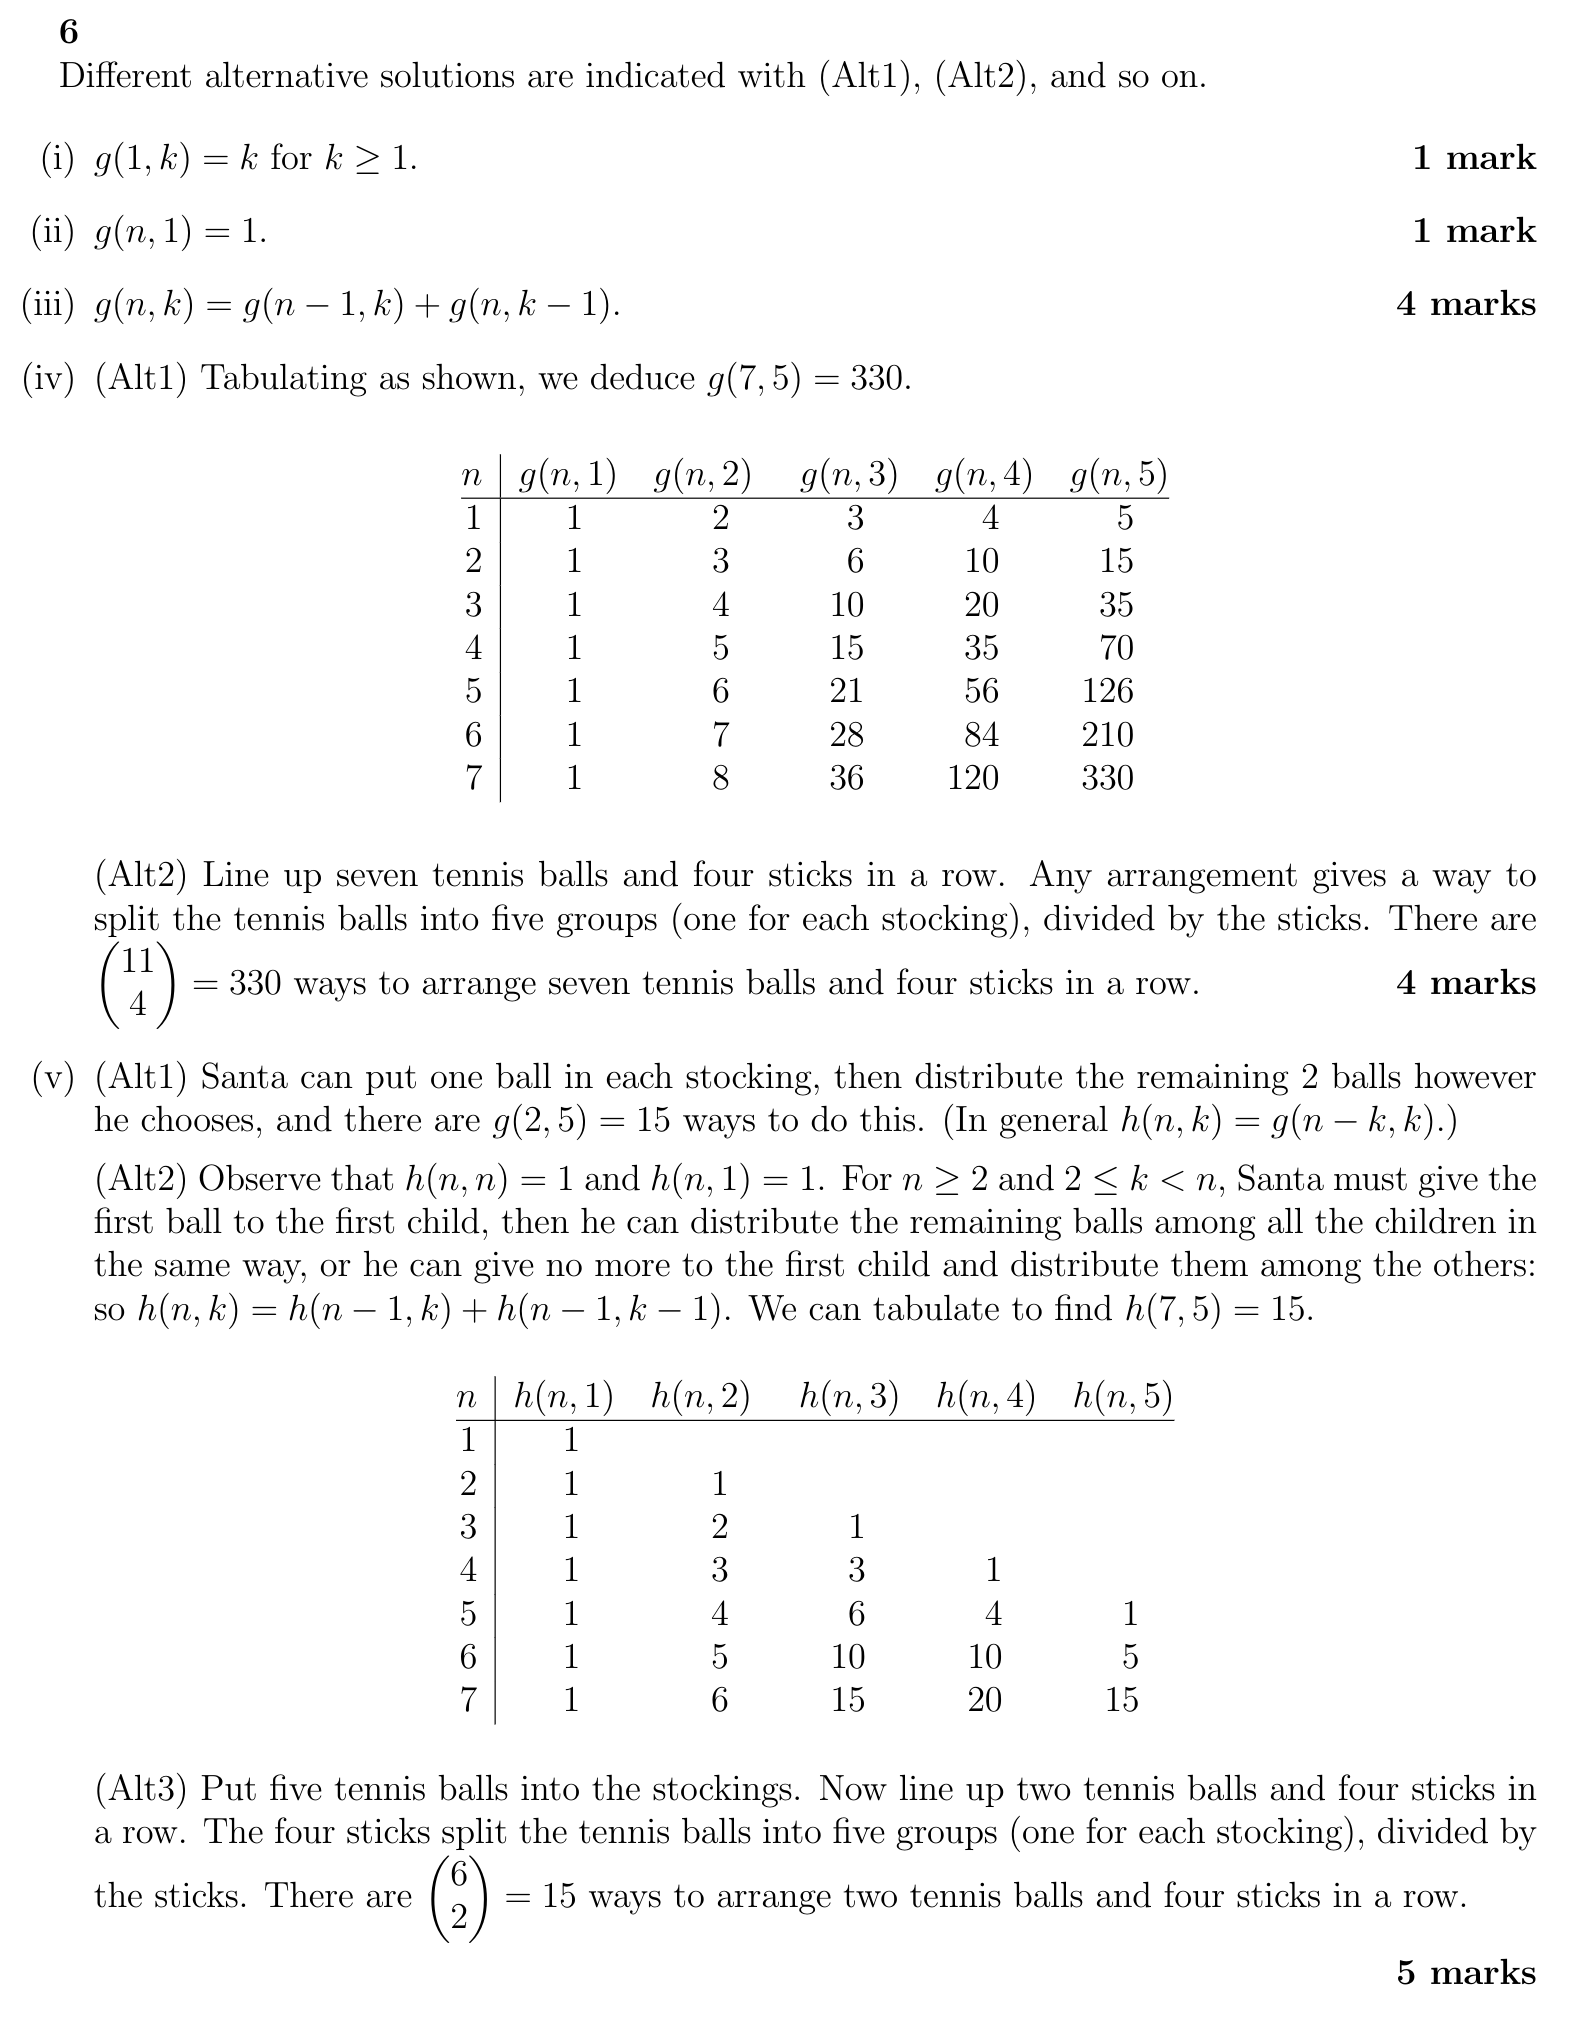 6
Different alternative solutions are indicated with (Alt1), (Alt2), and so on.
(i) g(1, k) = k for k ≥ 1. 1 mark
(ii) g(n, 1) = 1. 1 mark
(iii) g(n, k) = g(n − 1, k) + g(n, k − 1). 4 marks
(iv) (Alt1) Tabulating as shown, we deduce g(7, 5) = 330.
n g(n, 1) g(n, 2) g(n, 3) g(n, 4) g(n, 5)
1 1 2 3 4 5
2 1 3 6 10 15
3 1 4 10 20 35
4 1 5 15 35 70
5 1 6 21 56 126
6 1 7 28 84 210
7 1 8 36 120 330
(Alt2) Line up seven tennis balls and four sticks in a row. Any arrangement gives a way to
split the tennis balls into five groups (one for each stocking), divided by the sticks. There are
(11 4) = 330 ways to arrange seven tennis balls and four sticks in a row. 4 marks
(v) (Alt1) Santa can put one ball in each stocking, then distribute the remaining 2 balls however
he chooses, and there are g(2, 5) = 15 ways to do this. (In general h(n, k) = g(n − k, k).)
(Alt2) Observe that h(n, n) = 1 and h(n, 1) = 1. For n ≥ 2 and 2 ≤ k < n, Santa must give the
first ball to the first child, then he can distribute the remaining balls among all the children in
the same way, or he can give no more to the first child and distribute them among the others:
so h(n, k) = h(n − 1, k) + h(n − 1, k − 1). We can tabulate to find h(7, 5) = 15.
n h(n, 1) h(n, 2) h(n, 3) h(n, 4) h(n, 5)
1 1
2 1 1
3 1 2 1
4 1 3 3 1
5 1 4 6 4 1
6 1 5 10 10 5
7 1 6 15 20 15
(Alt3) Put five tennis balls into the stockings. Now line up two tennis balls and four sticks in
a row. The four sticks split the tennis balls into five groups (one for each stocking), divided by
the sticks. There are (6 2) = 15 ways to arrange two tennis balls and four sticks in a row.
5 marks